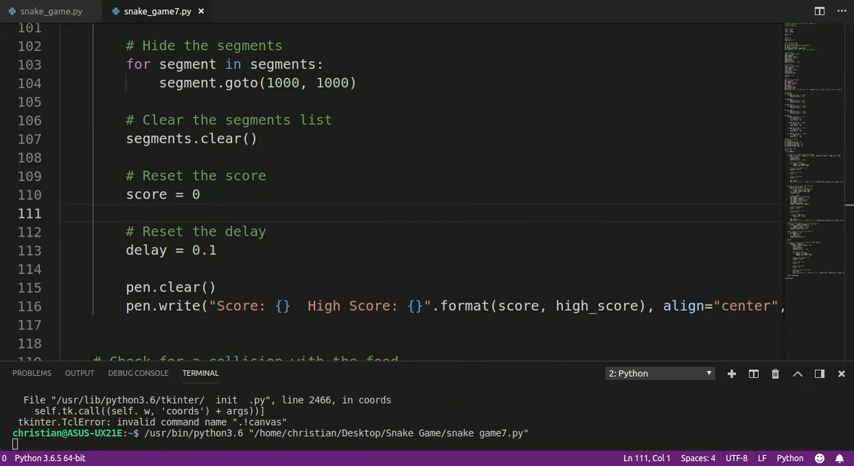 snake_game.py snake_game7.py ×
101
102 # Hide the segments
103 for segment in segments:
104 segment.goto(1000, 1000)
105
106 # Clear the segments list
107 segments.clear()
108
109 # Reset the score
110 score = 0
111
112 # Reset the delay
113 delay = 0.1
114
115 pen.clear()
116 pen.write("Score: {}  High Score: {}".format(score, high_score), align="center",
117
118
119 # Check for a collision with the food
PROBLEMS OUTPUT DEBUG CONSOLE TERMINAL 2: Python
File "/usr/lib/python3.6/tkinter/__init__.py", line 2466, in coords
self.tk.call((self._w, 'coords') + args))]
_tkinter.TclError: invalid command name ".!canvas"
christian@ASUS-UX21E:~$ /usr/bin/python3.6 "/home/christian/Desktop/Snake Game/snake_game7.py"
0 Python 3.6.5 64-bit Ln 111, Col 1 Spaces: 4 UTF-8 LF Python